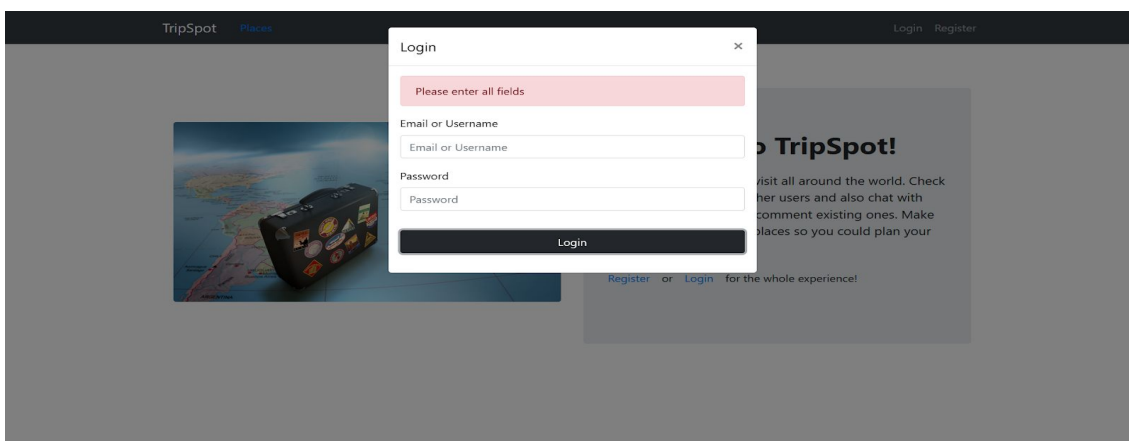 TripSpot Places Login Register
Login ×
Please enter all fields
Email or Username
Email or Username
Password
Password
Login
TripSpot!
visit all around the world. Check
her users and also chat with
comment existing ones. Make
places so you could plan your
Register or Login for the whole experience!